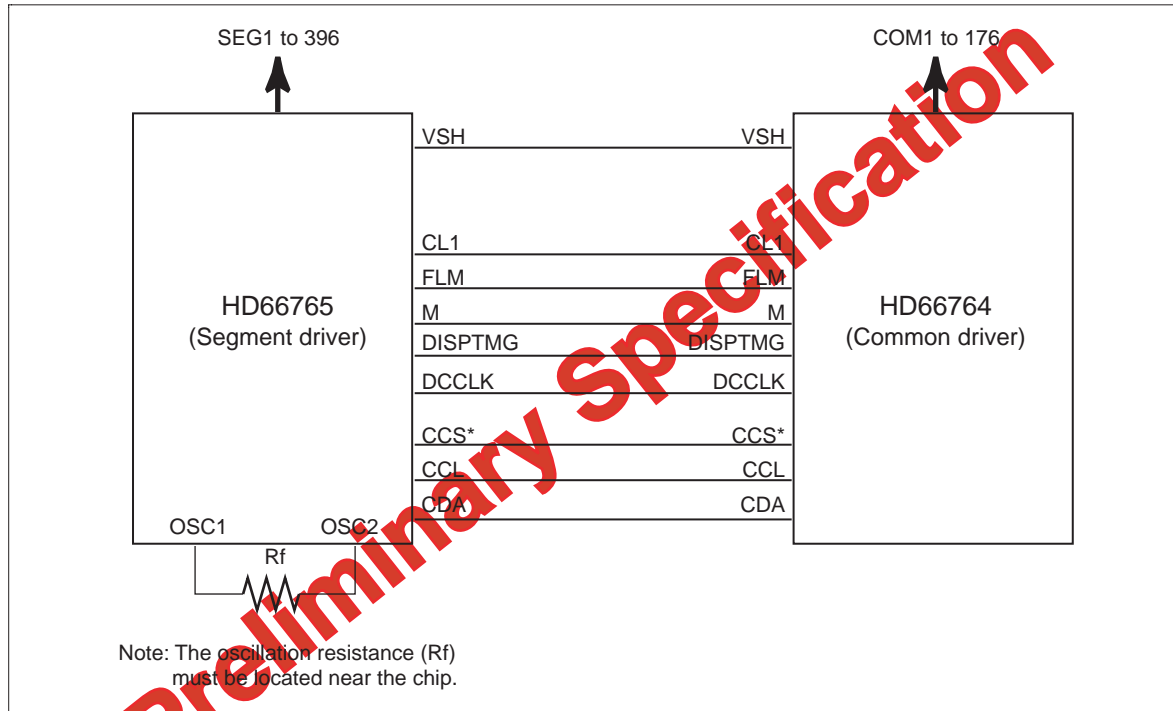 SEG1 to 396
COM1 to 176
VSH VSH
CL1 CL1
FLM FLM
HD66765
(Segment driver)
HD66764
(Common driver)
M M
DISPTMG DISPTMG
DCCLK DCCLK
CCS* CCS*
CCL CCL
CDA CDA
OSC1 OSC2
Rf
Note: The oscillation resistance (Rf)
must be located near the chip.
Preliminary Specification